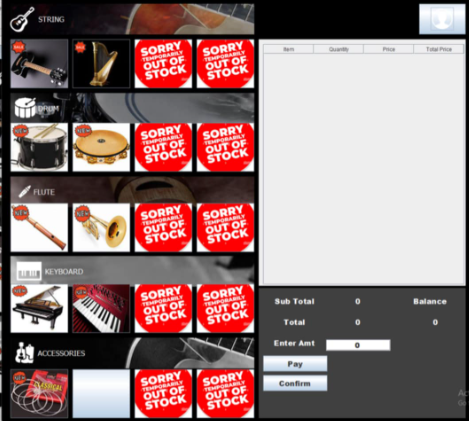 STRING
SALE
SALE
SORRY
TEMPORARILY
OUT OF
STOCK
SORRY
TEMPORARILY
OUT OF
STOCK
Item Quantity Price Total Price
DRUM
NEW
NEW
SORRY
TEMPORARILY
OUT OF
STOCK
SORRY
TEMPORARILY
OUT OF
STOCK
FLUTE
NEW
NEW
SORRY
TEMPORARILY
OUT OF
STOCK
SORRY
TEMPORARILY
OUT OF
STOCK
KEYBOARD
NEW
NEW
SORRY
TEMPORARILY
OUT OF
STOCK
SORRY
TEMPORARILY
OUT OF
STOCK
Sub Total 0 Balance
Total 0 0
Enter Amt 0
Pay
Confirm
ACCESSORIES
NEW
SORRY
TEMPORARILY
OUT OF
STOCK
SORRY
TEMPORARILY
OUT OF
STOCK